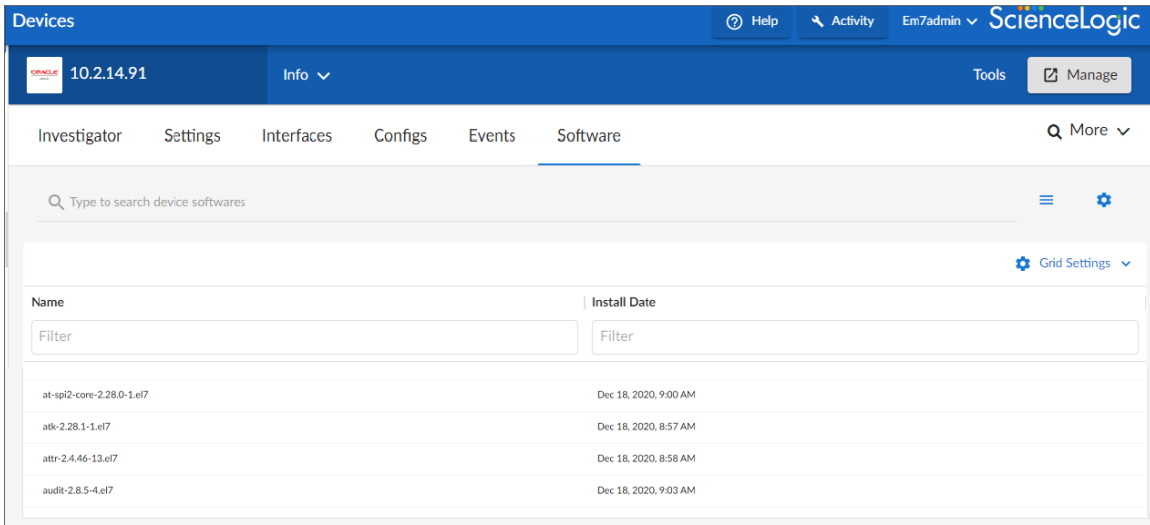 Devices
Help
Activity
Em7admin
ScienceLogic
ORACLE
10.2.14.91
Info
Tools
Manage
Investigator
Settings
Interfaces
Configs
Events
Software
More
Type to search device softwares
Grid Settings
Name
Install Date
Filter
Filter
at-spi2-core-2.28.0-1.el7
Dec 18, 2020, 9:00 AM
atk-2.28.1-1.el7
Dec 18, 2020, 8:57 AM
attr-2.4.46-13.el7
Dec 18, 2020, 8:58 AM
audit-2.8.5-4.el7
Dec 18, 2020, 9:03 AM